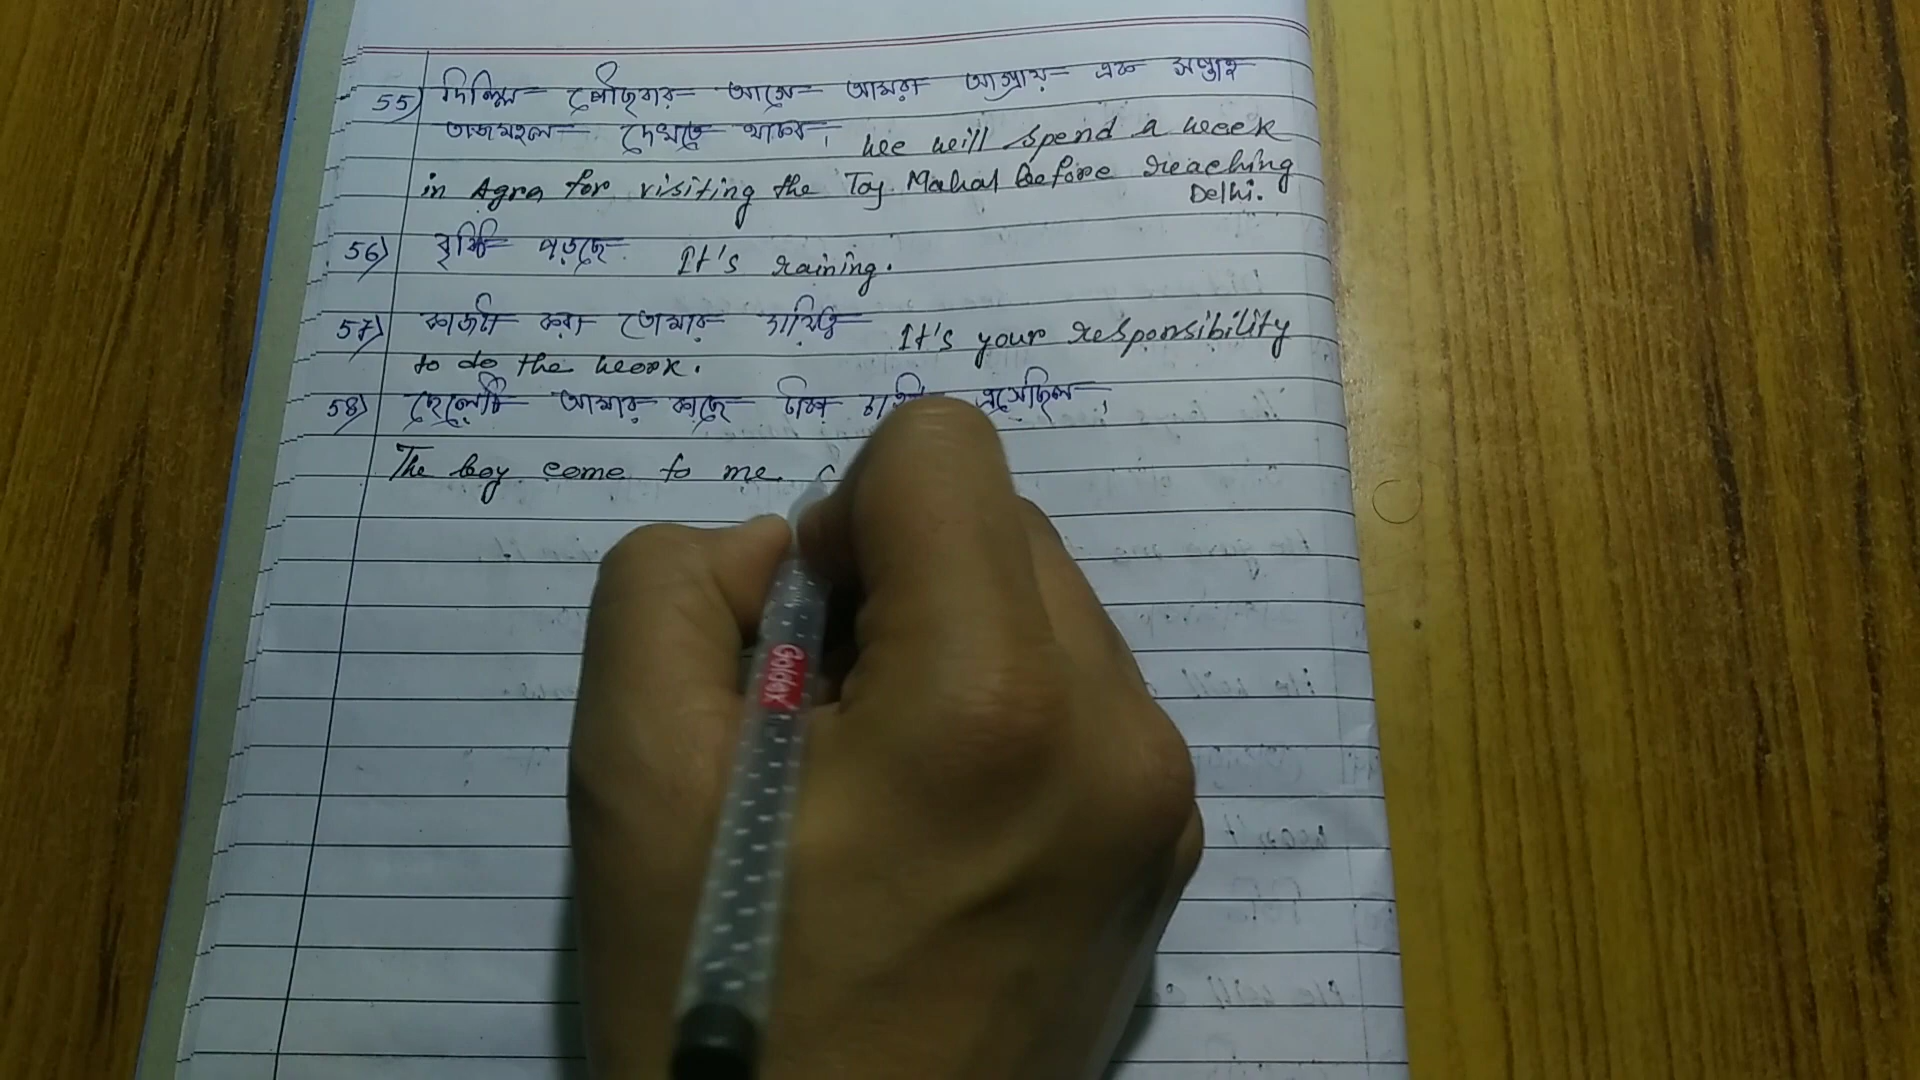 55) দিল্লি পৌঁছবার আগে আমরা আগ্রায় এক সপ্তাহ
তাজমহল দেখতে থাকব। We will spend a week
in Agra for visiting the Taj Mahal before reaching
Delhi.
56) বৃষ্টি পড়ছে. It's raining.
57) কাজটা করা তোমার দায়িত্ব It's your responsibility
to do the work.
58) ছেলেটি আমার কাছে এসেছিল।
The boy come to me
Goldex